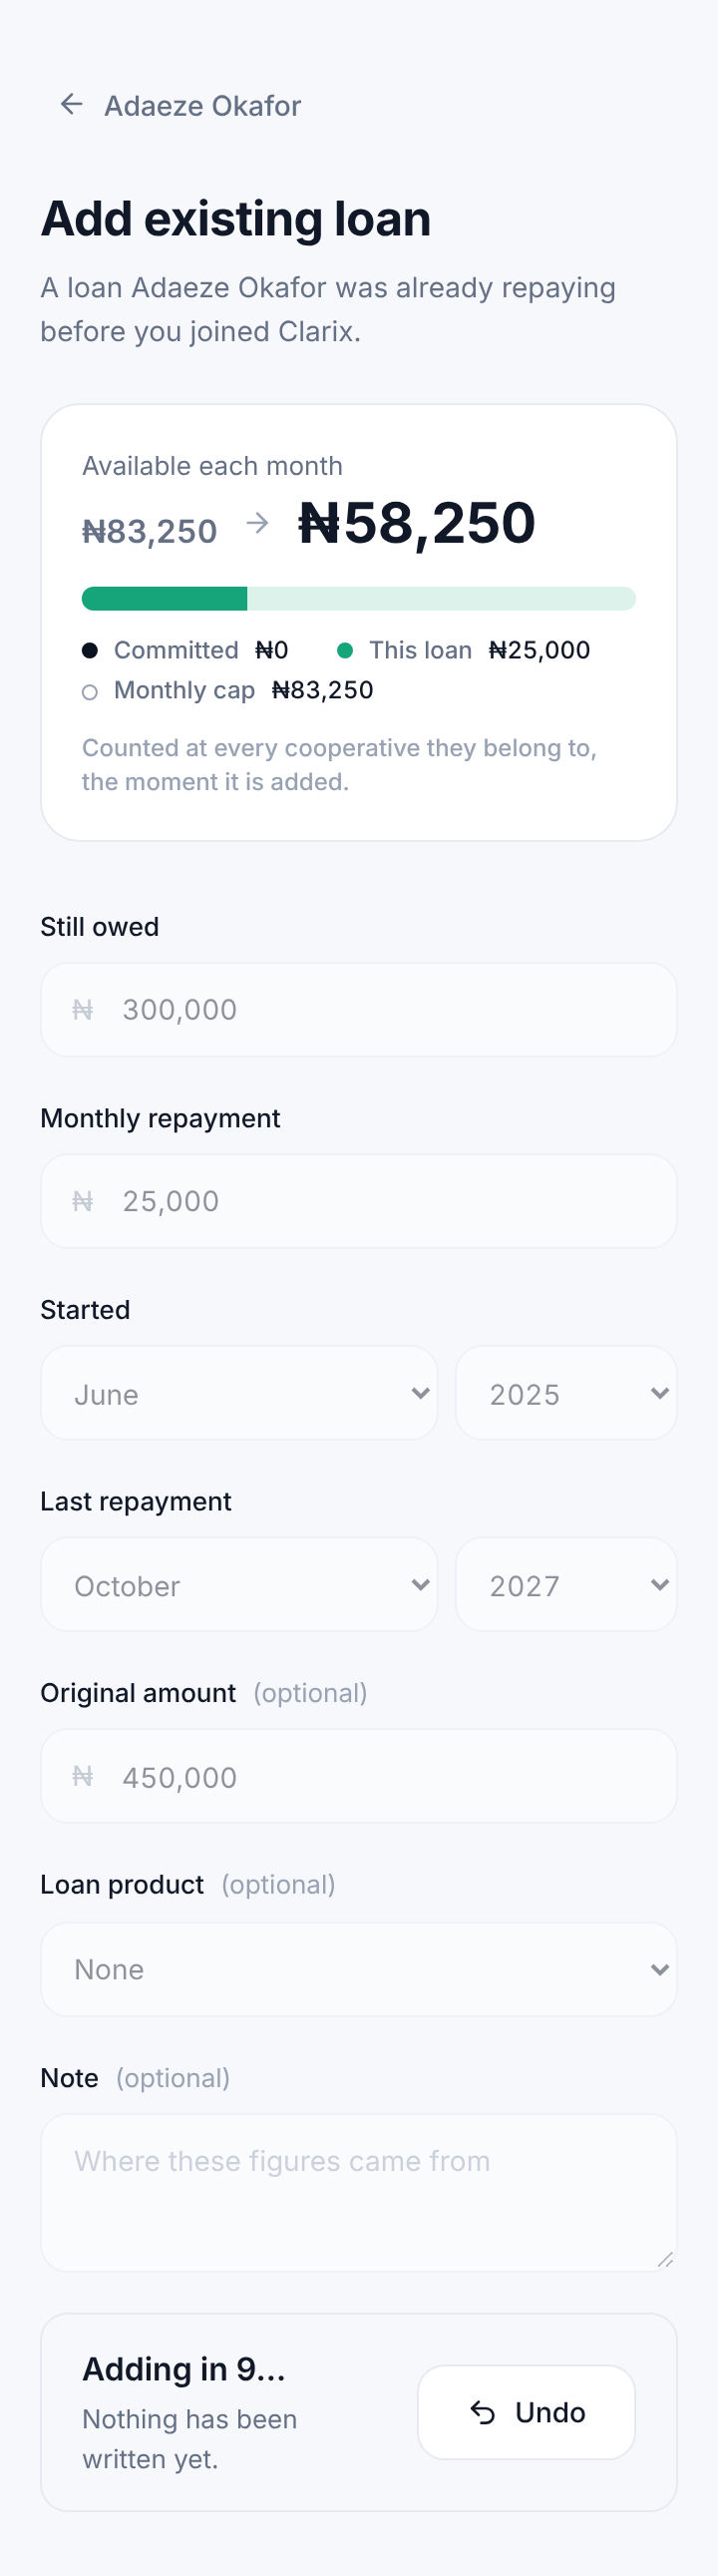 Adaeze Okafor
Add existing loan
A loan Adaeze Okafor was already repaying
before you joined Clarix.
Available each month
₦83,250 → ₦58,250
Committed ₦0 This loan ₦25,000
Monthly cap ₦83,250
Counted at every cooperative they belong to,
the moment it is added.
Still owed
₦ 300,000
Monthly repayment
₦ 25,000
Started
June 2025
Last repayment
October 2027
Original amount (optional)
₦ 450,000
Loan product (optional)
None
Note (optional)
Where these figures came from
Adding in 9...
Nothing has been
written yet.
Undo